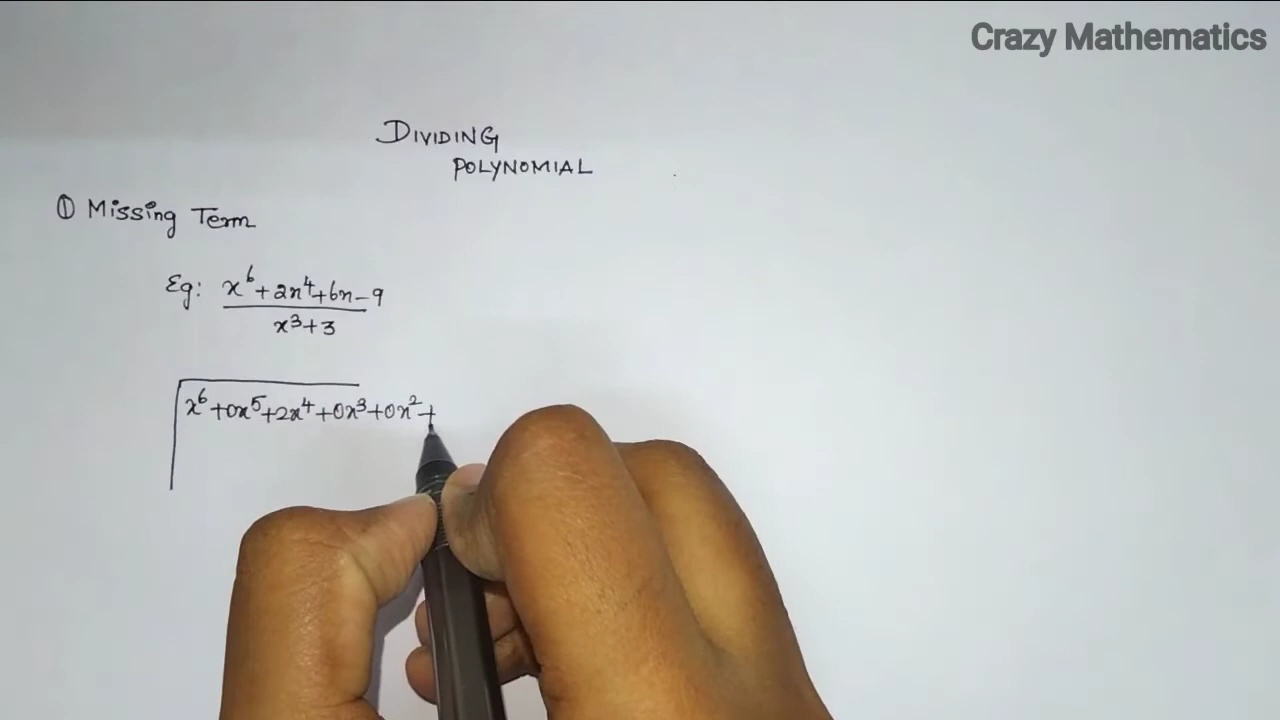 Crazy Mathematics
DIVIDING
POLYNOMIAL
① Missing Term
Eg: x⁶+2x⁴+6x-9
x³+3
x⁶+0x⁵+2x⁴+0x³+0x²+